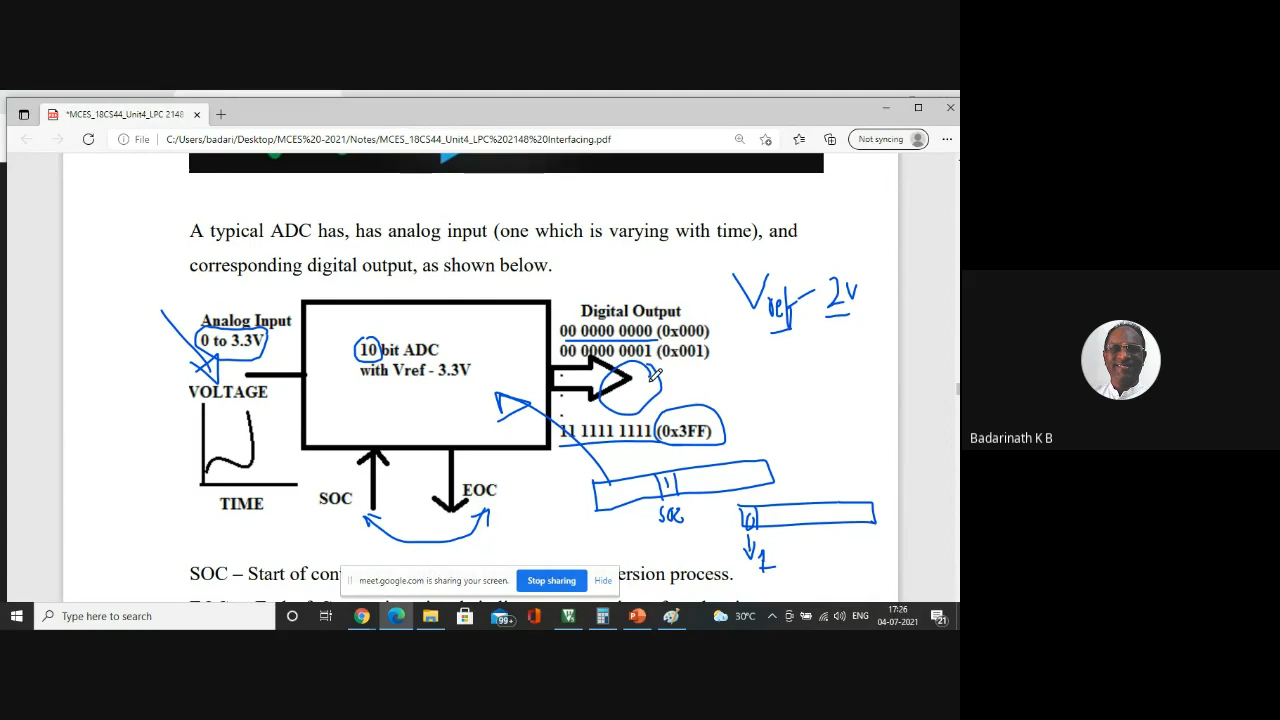 *MCES_18CS44_Unit4_LPC 2148
File
C:/Users/badari/Desktop/MCES%20-2021/Notes/MCES_18CS44_Unit4_LPC%202148%20Interfacing.pdf
Not syncing
A typical ADC has, has analog input (one which is varying with time), and
corresponding digital output, as shown below.
Vref - 2v
Analog Input
0 to 3.3V
VOLTAGE
TIME
10 bit ADC
with Vref - 3.3V
SOC
EOC
Digital Output
00 0000 0000 (0x000)
00 0000 0001 (0x001)
.
.
.
11 1111 1111 (0x3FF)
1
SOC
0
1
SOC – Start of con
ersion process.
meet.google.com is sharing your screen.
Stop sharing
Hide
Type here to search
99+
30°C
ENG
17:26
04-07-2021
21
Badarinath K B